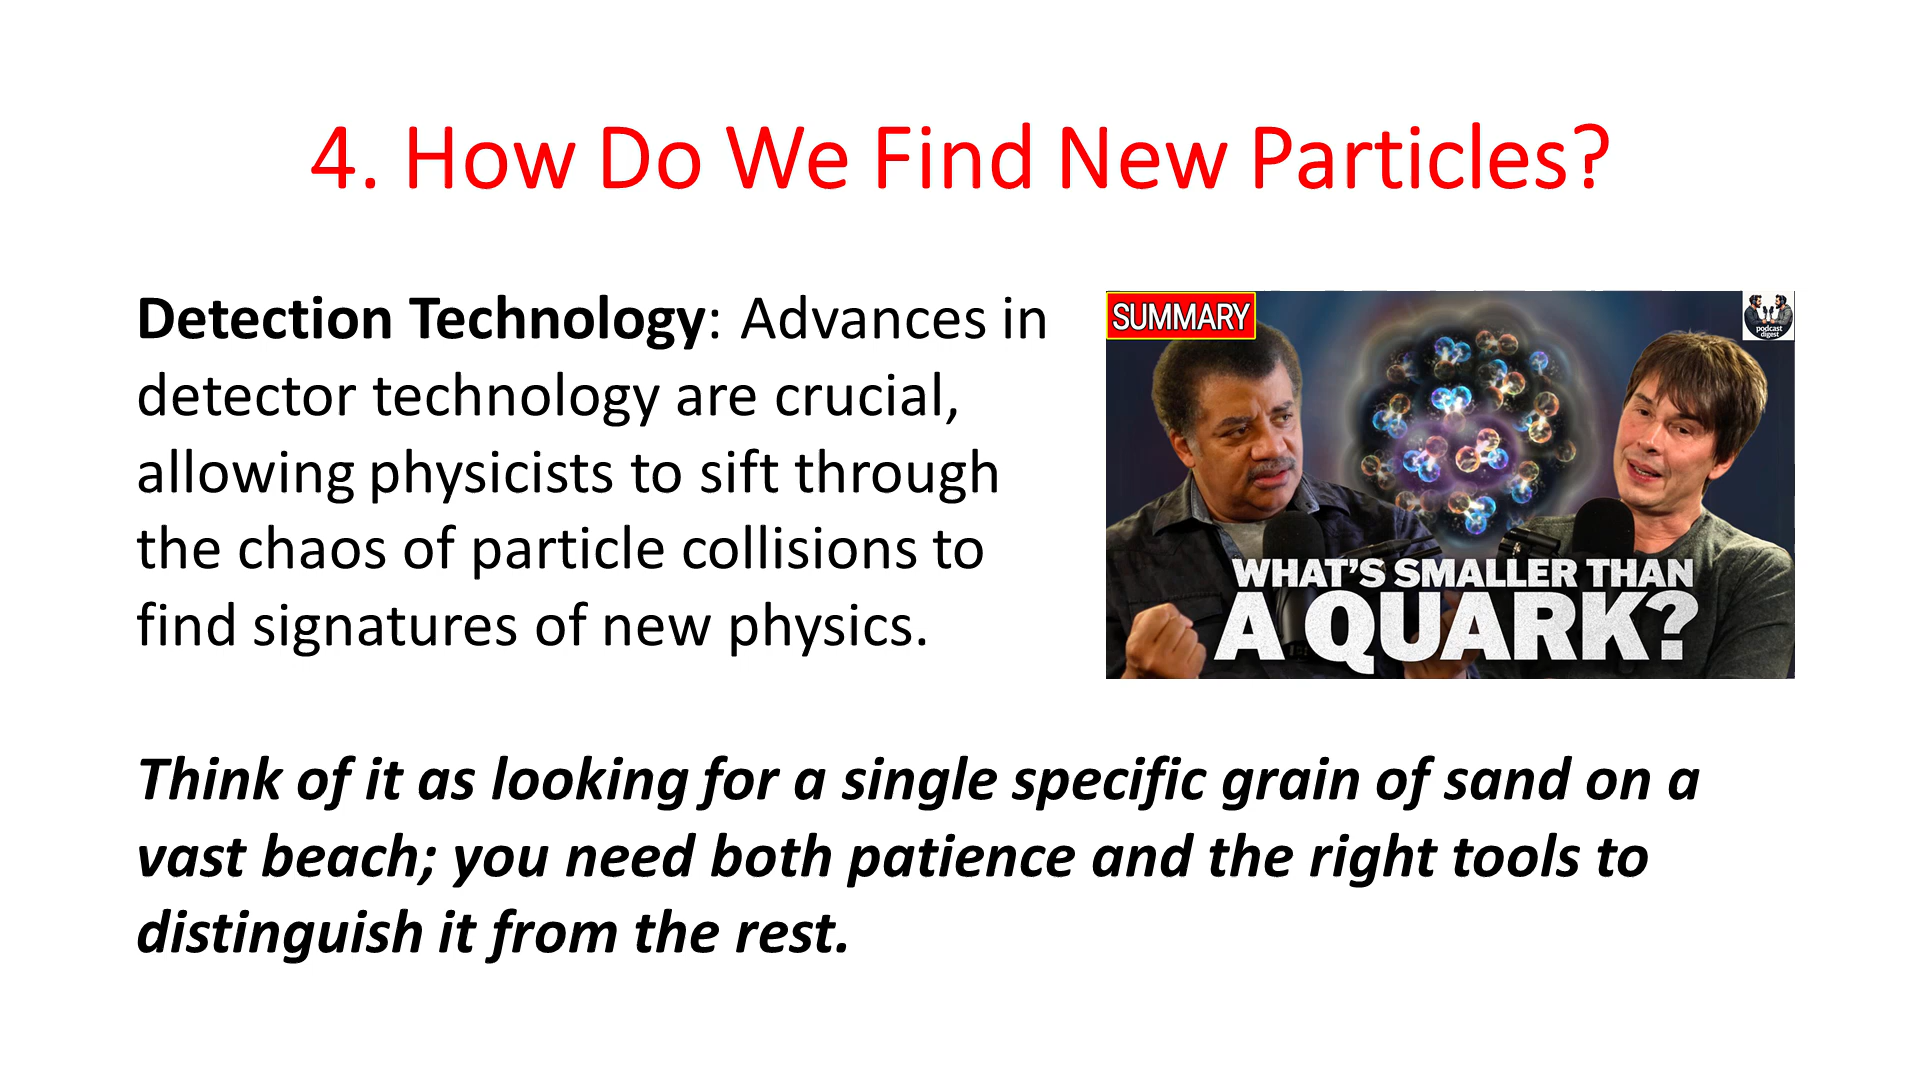 4. How Do We Find New Particles?
Detection Technology: Advances in
detector technology are crucial,
allowing physicists to sift through
the chaos of particle collisions to
find signatures of new physics.
SUMMARY
podcast
digest
WHAT'S SMALLER THAN
A QUARK?
Think of it as looking for a single specific grain of sand on a
vast beach; you need both patience and the right tools to
distinguish it from the rest.